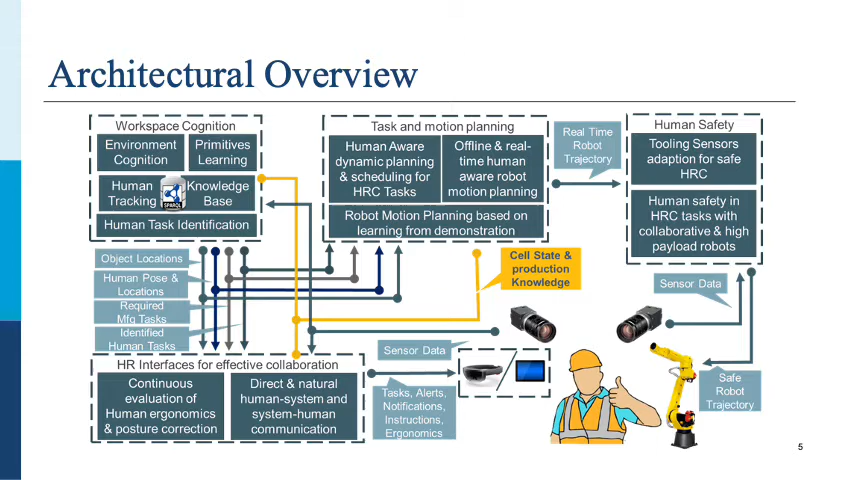 Architectural Overview
Workspace Cognition
Environment
Cognition
Primitives
Learning
Human
Tracking
SPARQL
Knowledge
Base
Human Task Identification
Task and motion planning
Human Aware
dynamic planning
& scheduling for
HRC Tasks
Offline & real-
time human
aware robot
motion planning
Robot Motion Planning based on
learning from demonstration
Real Time
Robot
Trajectory
Human Safety
Tooling Sensors
adaption for safe
HRC
Human safety in
HRC tasks with
collaborative & high
payload robots
Object Locations
Human Pose &
Locations
Required
Mfg Tasks
Identified
Human Tasks
Cell State &
production
Knowledge
Sensor Data
Sensor Data
HR Interfaces for effective collaboration
Continuous
evaluation of
Human ergonomics
& posture correction
Direct & natural
human-system and
system-human
communication
Tasks, Alerts,
Notifications,
Instructions,
Ergonomics
Safe
Robot
Trajectory
5